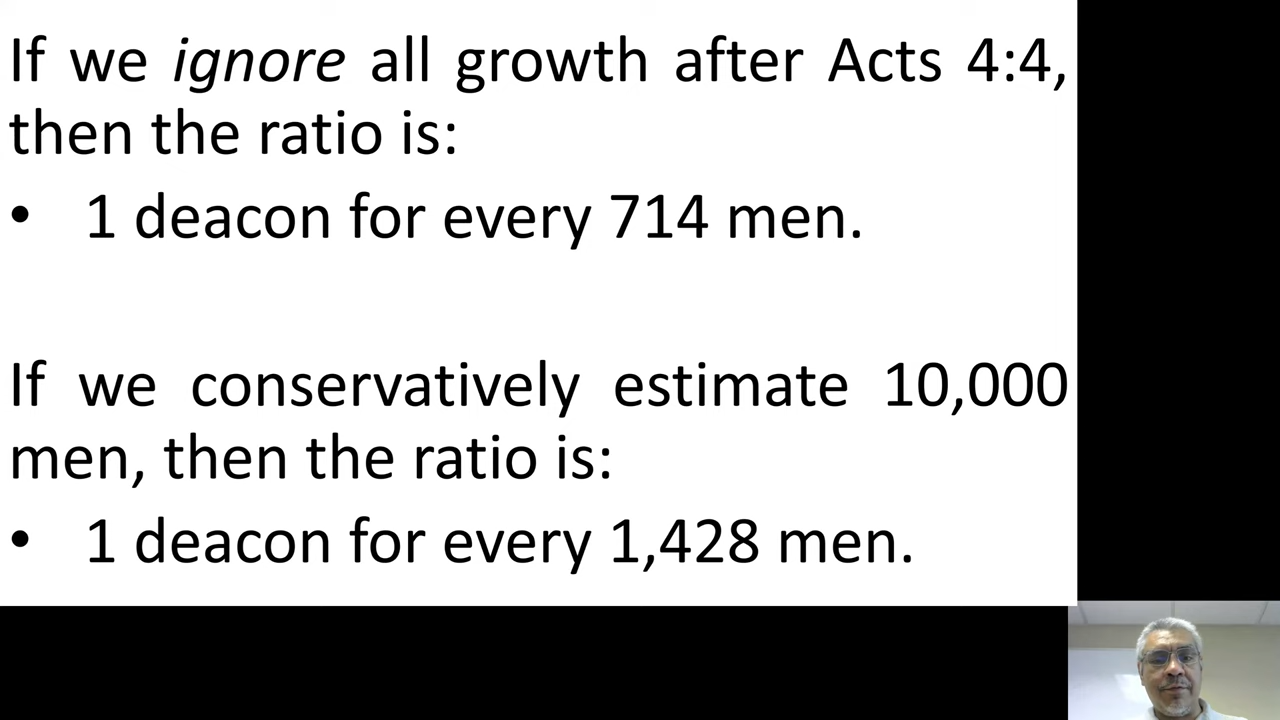 If we ignore all growth after Acts 4:4,
then the ratio is:
• 1 deacon for every 714 men.
If we conservatively estimate 10,000
men, then the ratio is:
• 1 deacon for every 1,428 men.